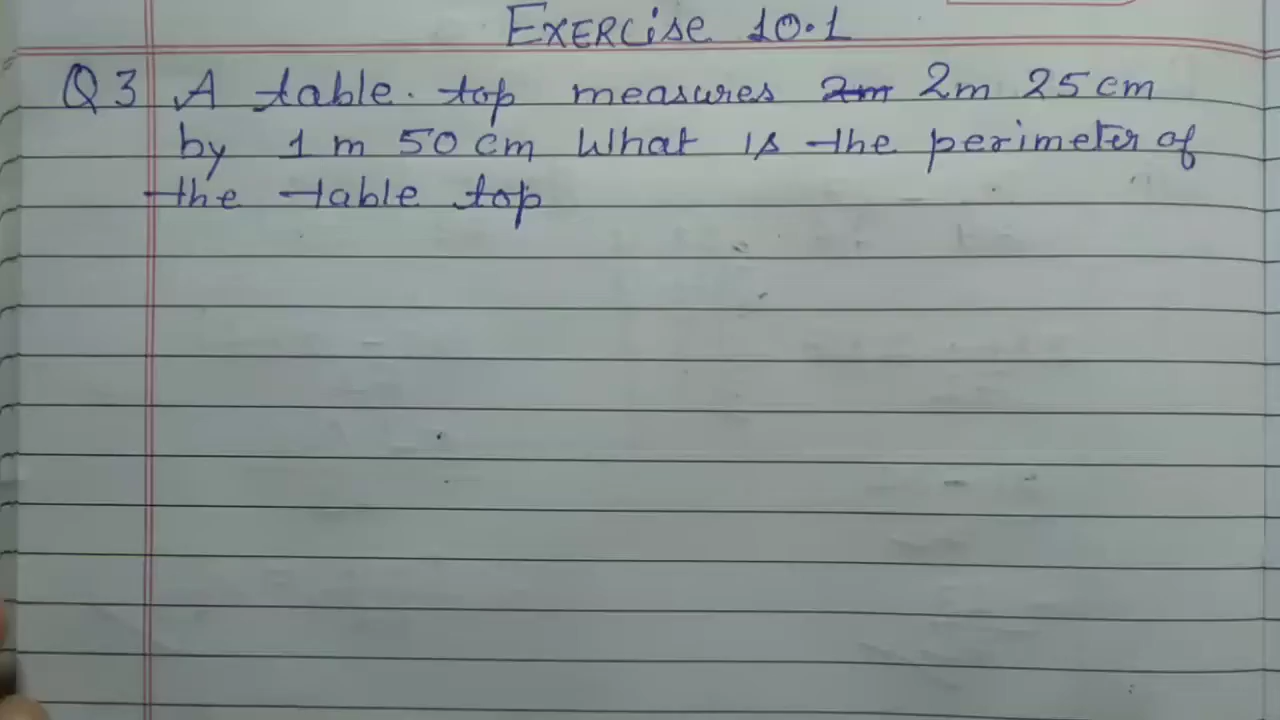 Exercise 10.1
Q3 A table top measures 2m 2m 25cm
by 1m 50cm What is the perimeter of
the table top